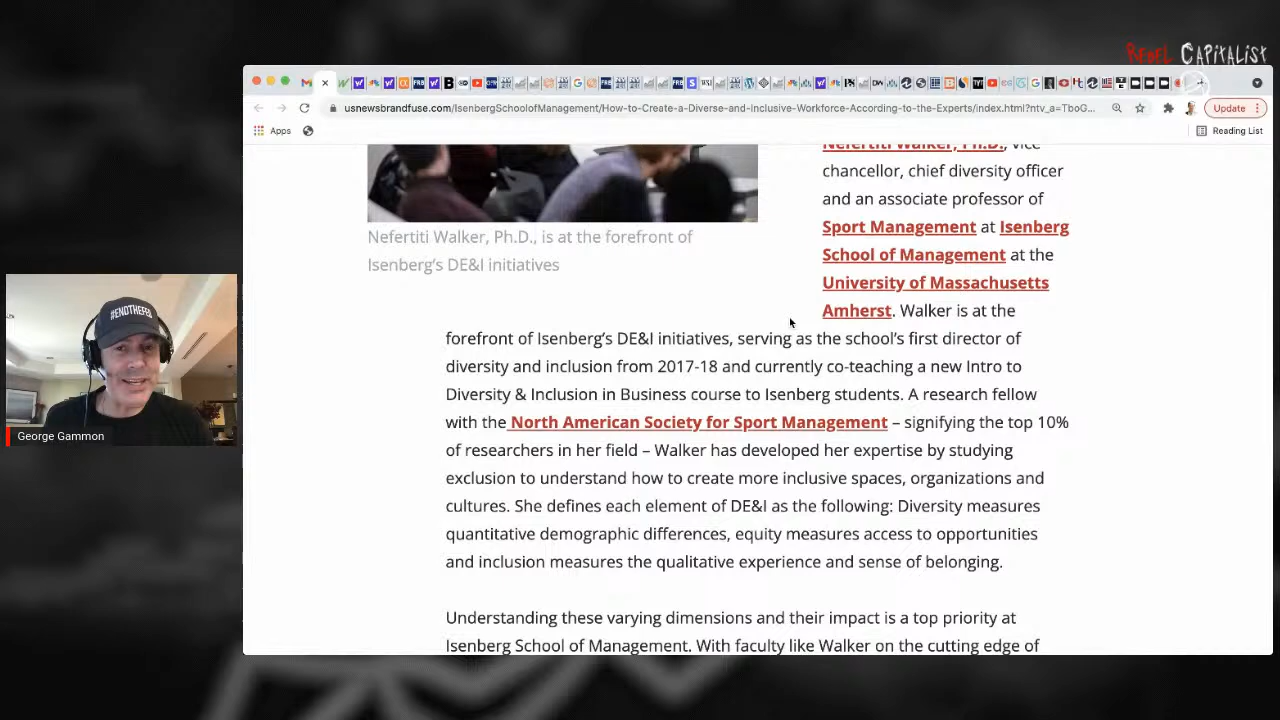 REBEL CAPITALIST
Update
usnewsbrandfuse.com/IsenbergSchoolofManagement/How-to-Create-a-Diverse-and-Inclusive-Workforce-According-to-the-Experts/index.html?ntv_a=TboG...
Apps
Reading List
Nefertiti Walker, Ph.D., vice
chancellor, chief diversity officer
and an associate professor of
Sport Management at Isenberg
School of Management at the
University of Massachusetts
Amherst. Walker is at the
Nefertiti Walker, Ph.D., is at the forefront of
Isenberg's DE&I initiatives
forefront of Isenberg's DE&I initiatives, serving as the school's first director of
diversity and inclusion from 2017-18 and currently co-teaching a new Intro to
Diversity & Inclusion in Business course to Isenberg students. A research fellow
with the North American Society for Sport Management – signifying the top 10%
of researchers in her field – Walker has developed her expertise by studying
exclusion to understand how to create more inclusive spaces, organizations and
cultures. She defines each element of DE&I as the following: Diversity measures
quantitative demographic differences, equity measures access to opportunities
and inclusion measures the qualitative experience and sense of belonging.
Understanding these varying dimensions and their impact is a top priority at
Isenberg School of Management. With faculty like Walker on the cutting edge of
#ENDTHEFED
George Gammon